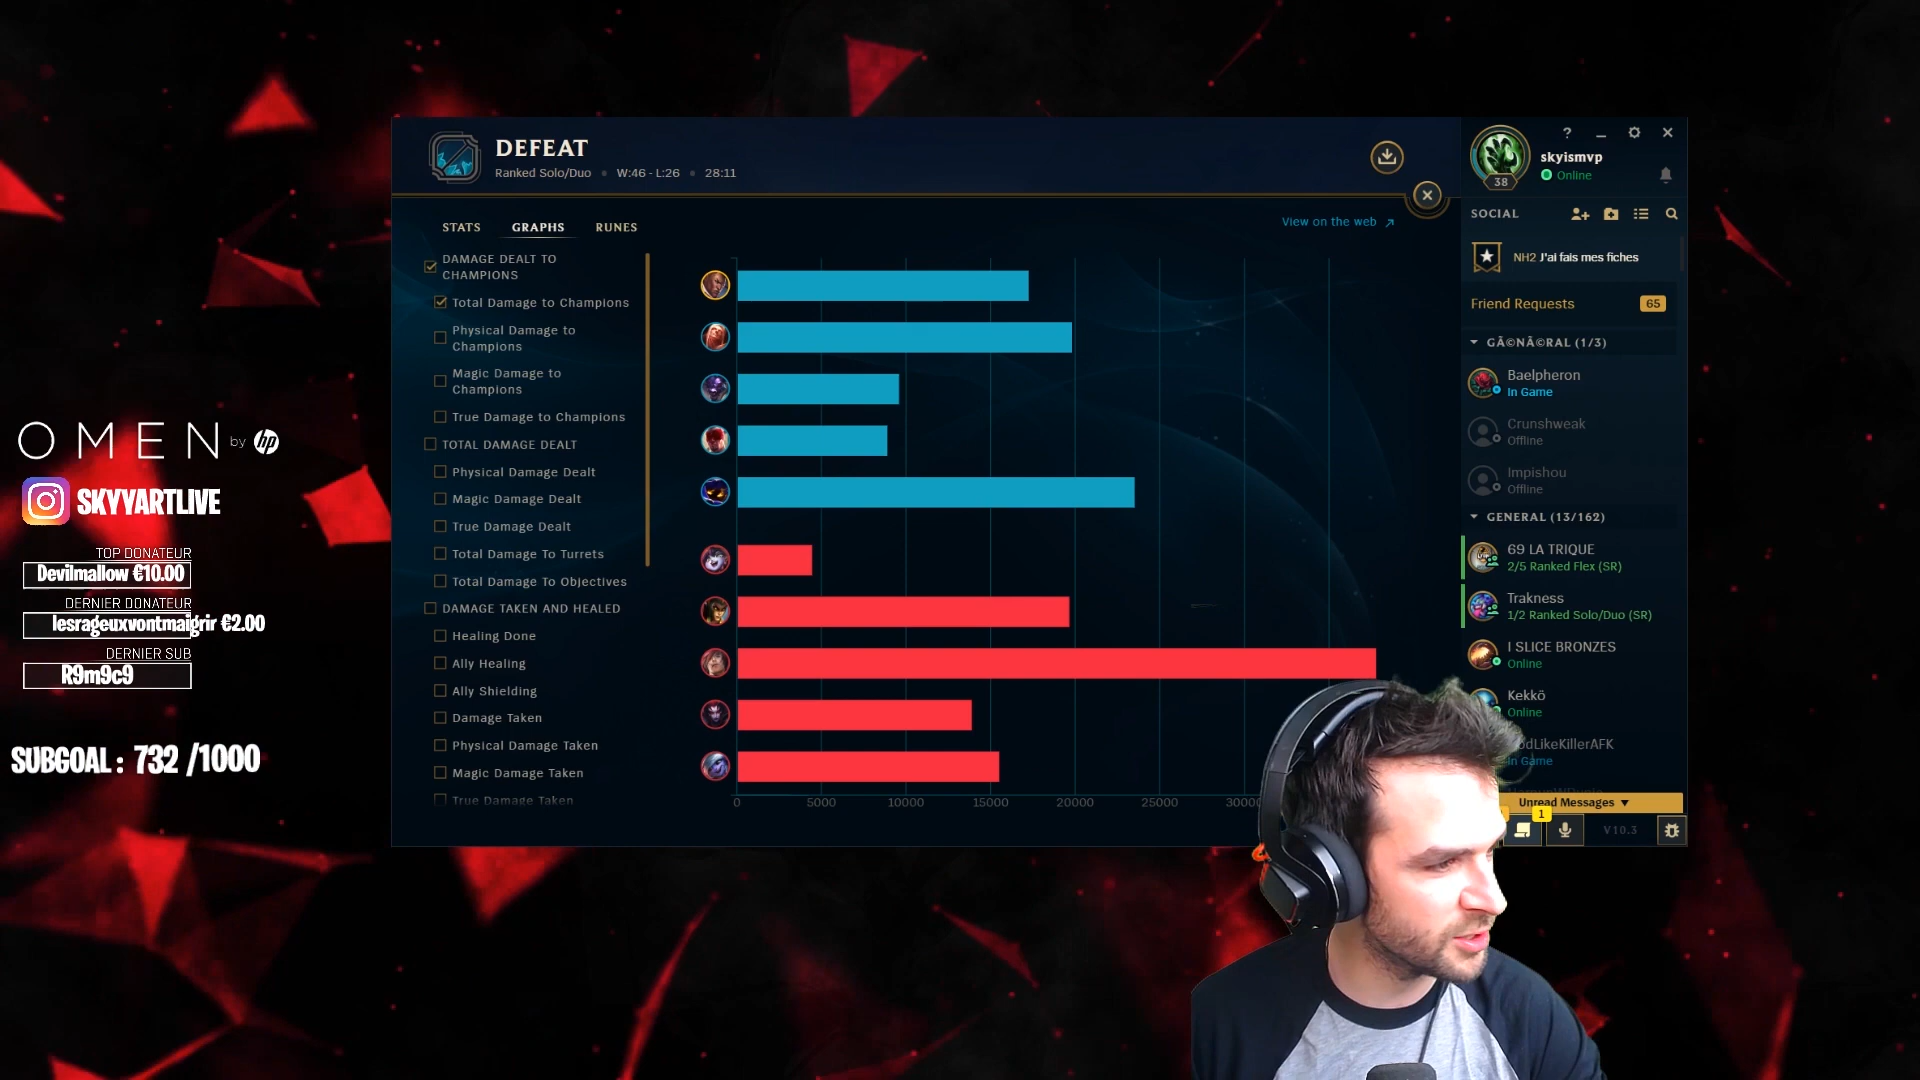 DEFEAT
Ranked Solo/Duo • W:46 - L:26 • 28:11
STATS GRAPHS RUNES
View on the web
DAMAGE DEALT TO
CHAMPIONS
Total Damage to Champions
Physical Damage to
Champions
Magic Damage to
Champions
True Damage to Champions
TOTAL DAMAGE DEALT
Physical Damage Dealt
Magic Damage Dealt
True Damage Dealt
Total Damage To Turrets
Total Damage To Objectives
DAMAGE TAKEN AND HEALED
Healing Done
Ally Healing
Ally Shielding
Damage Taken
Physical Damage Taken
Magic Damage Taken
True Damage Taken
0 5000 10000 15000 20000 25000 30000
?
skyismvp
Online
38
SOCIAL
NH2 J'ai fais mes fiches
Friend Requests 65
GÃ©NÃ©RAL (1/3)
Baelpheron
In Game
Crunshweak
Offline
Impishou
Offline
GENERAL (13/162)
69 LA TRIQUE
2/5 Ranked Flex (SR)
Trakness
1/2 Ranked Solo/Duo (SR)
I SLICE BRONZES
Online
Kekkö
Online
dLikeKillerAFK
In Game
Unread Messages
1
V10.3
OMEN by hp
SKYYARTLIVE
TOP DONATEUR
Devilmallow €10.00
DERNIER DONATEUR
lesrageuxvontmaigrir €2.00
DERNIER SUB
R9m9c9
SUBGOAL : 732 /1000